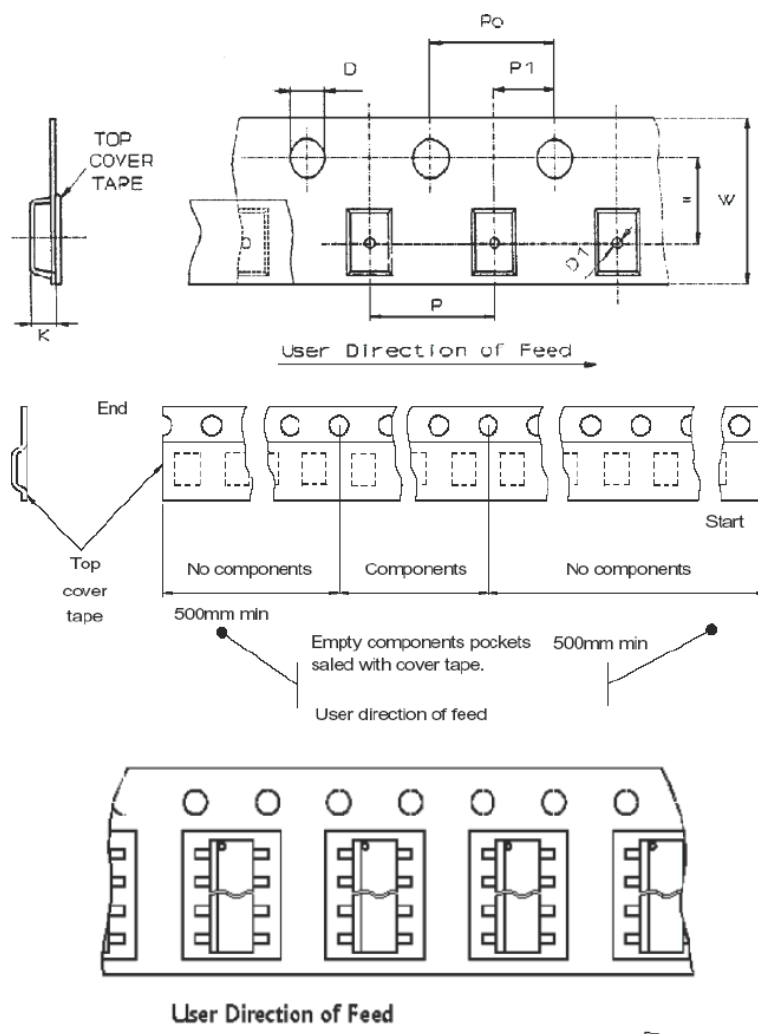 Po
P1
D
TOP
COVER
TAPE
W
D1
P
K
User Direction of Feed
End
Start
Top
cover
tape
No components
Components
No components
500mm min
Empty components pockets
saled with cover tape.
500mm min
User direction of feed
User Direction of Feed